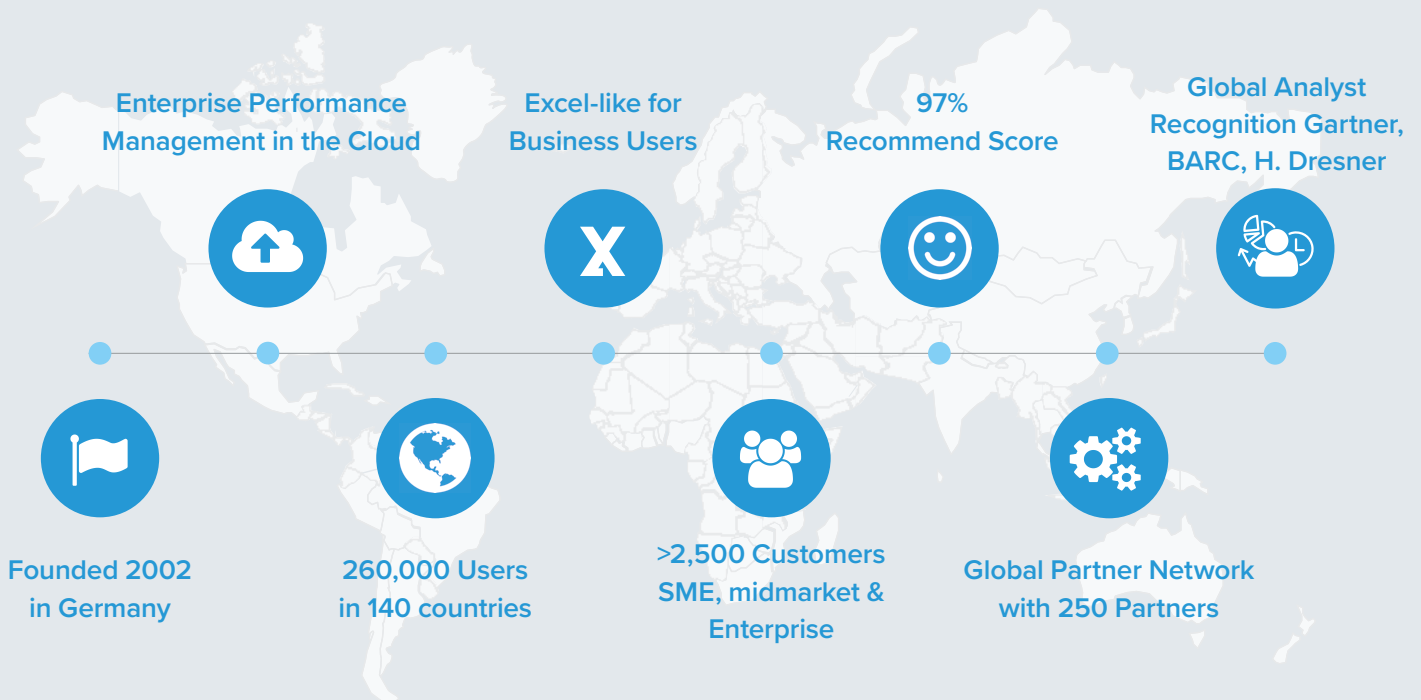 Enterprise Performance
Management in the Cloud
Excel-like for
Business Users
97%
Recommend Score
Global Analyst
Recognition Gartner,
BARC, H. Dresner
X
Founded 2002
in Germany
260,000 Users
in 140 countries
>2,500 Customers
SME, midmarket &
Enterprise
Global Partner Network
with 250 Partners